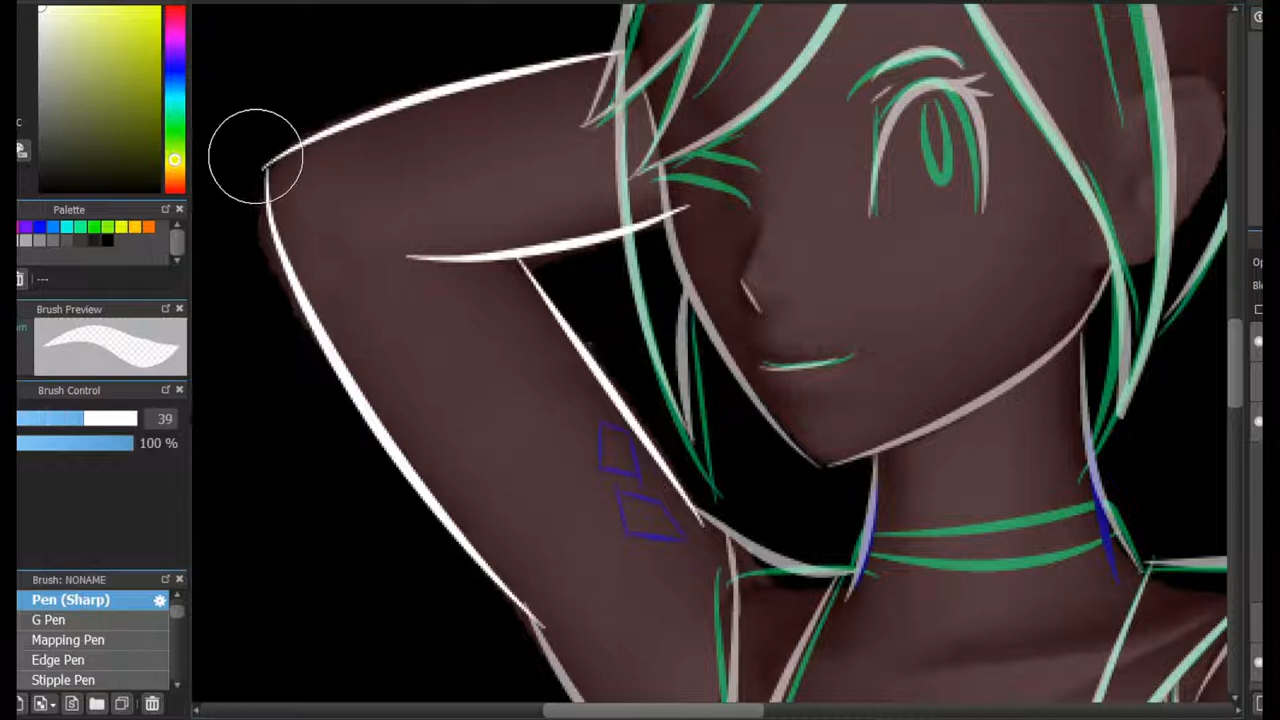 C
Palette
---
Brush Preview
Brush Control
39
100 %
Brush: NONAME
Pen (Sharp)
G Pen
Mapping Pen
Edge Pen
Stipple Pen